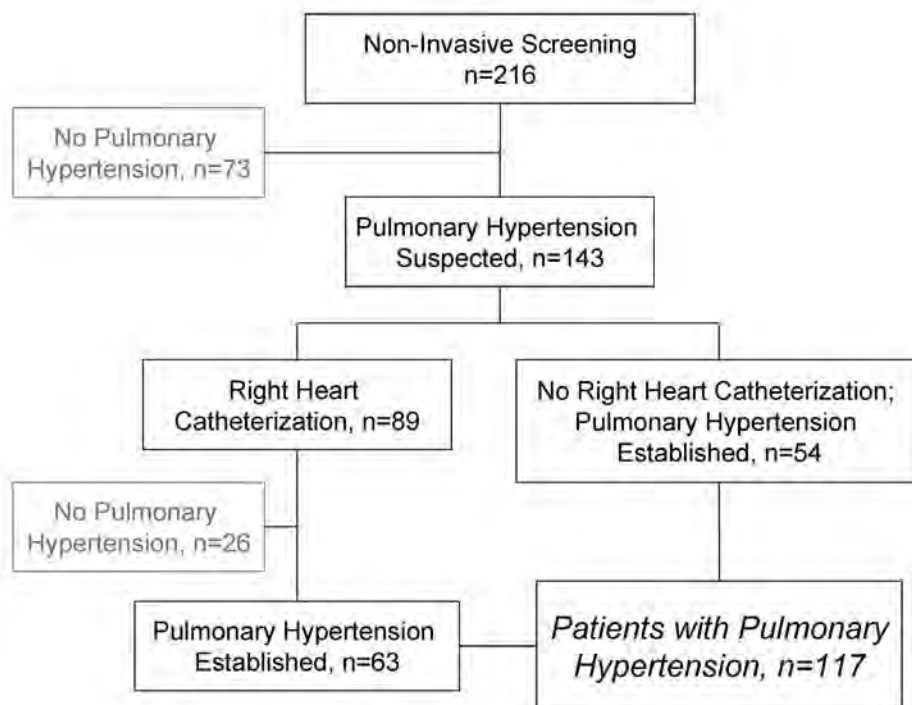 Non-Invasive Screening
n=216
No Pulmonary
Hypertension, n=73
Pulmonary Hypertension
Suspected, n=143
Right Heart
Catheterization, n=89
No Right Heart Catheterization;
Pulmonary Hypertension
Established, n=54
No Pulmonary
Hypertension, n=26
Pulmonary Hypertension
Established, n=63
Patients with Pulmonary
Hypertension, n=117